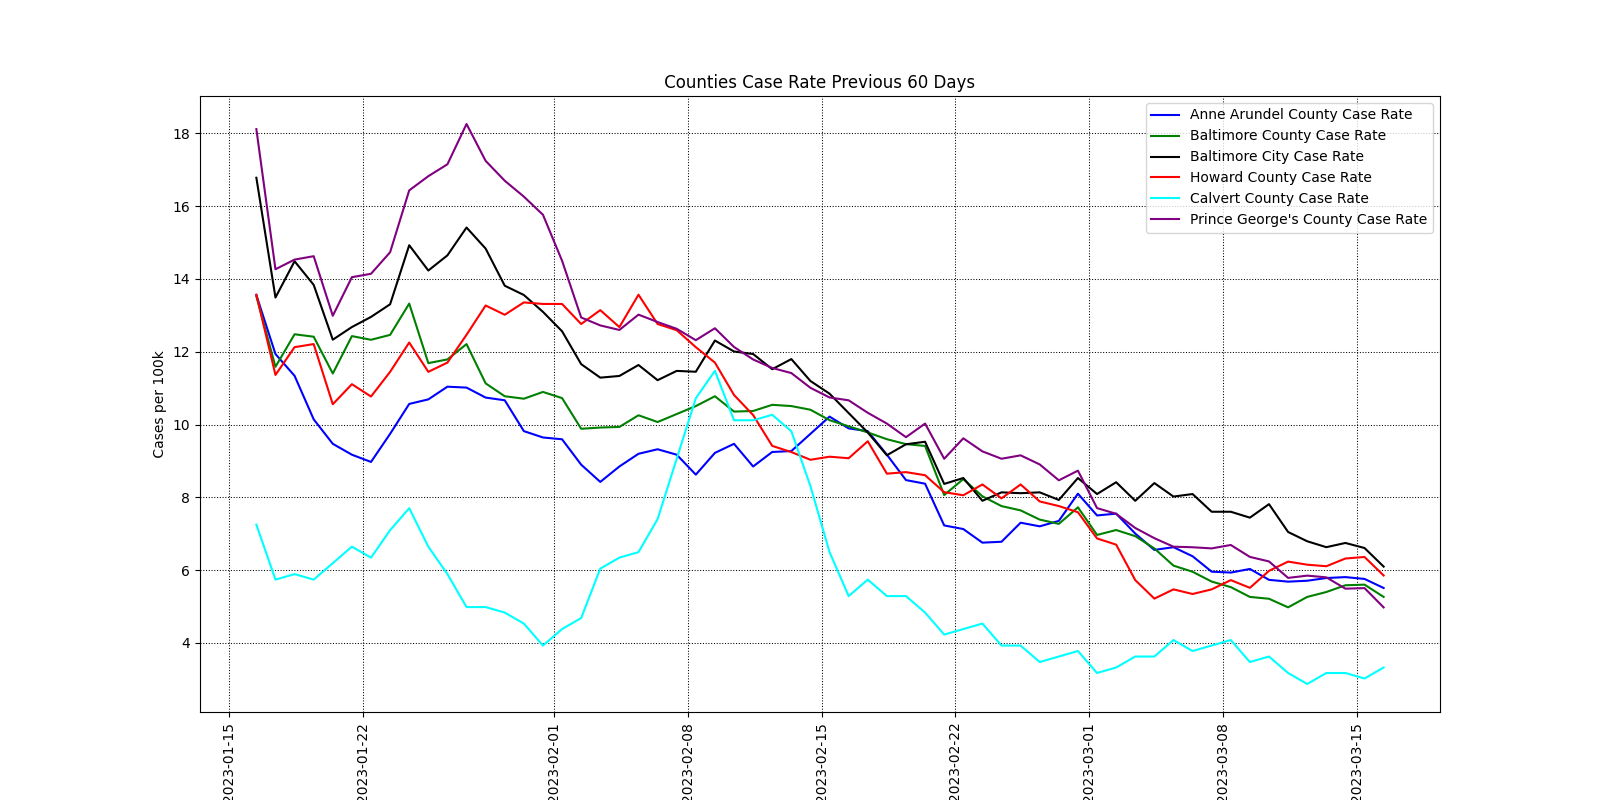 Counties Case Rate Previous 60 Days
Cases per 100k
18
16
14
12
10
8
6
4
Anne Arundel County Case Rate
Baltimore County Case Rate
Baltimore City Case Rate
Howard County Case Rate
Calvert County Case Rate
Prince George's County Case Rate
2023-01-15
2023-01-22
2023-02-01
2023-02-08
2023-02-15
2023-02-22
2023-03-01
2023-03-08
2023-03-15